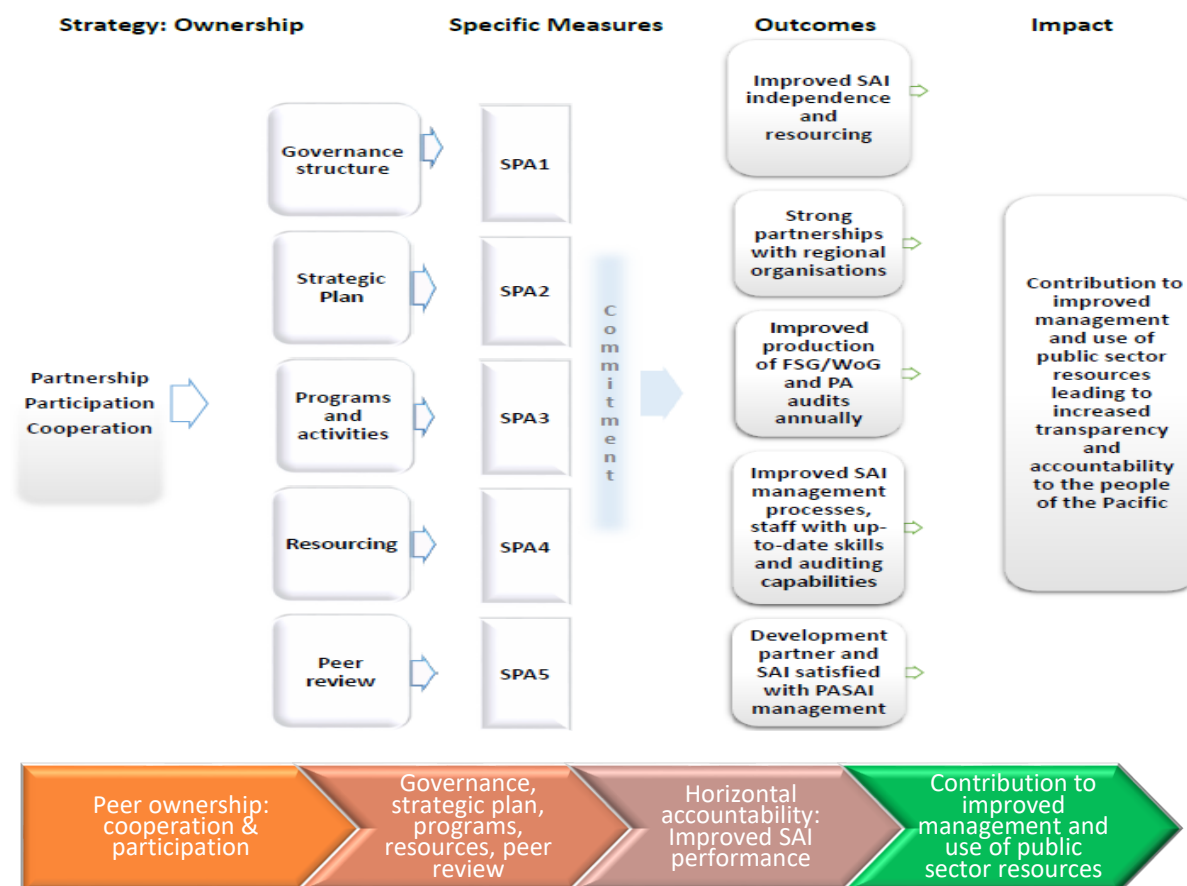 Strategy: Ownership
Specific Measures
Outcomes
Impact
Partnership
Participation
Cooperation
Governance
structure
Strategic
Plan
Programs
and
activities
Resourcing
Peer
review
SPA1
SPA2
SPA3
SPA4
SPA5
Commitment
Improved SAI
independence
and
resourcing
Strong
partnerships
with regional
organisations
Improved
production
of FSG/WoG
and PA
audits
annually
Improved SAI
management
processes,
staff with up-
to-date skills
and auditing
capabilities
Development
partner and
SAI satisfied
with PASAI
management
Contribution to
improved
management
and use of
public sector
resources
leading to
increased
transparency
and
accountability
to the people
of the Pacific
Peer ownership:
cooperation &
participation
Governance,
strategic plan,
programs,
resources, peer
review
Horizontal
accountability:
Improved SAI
performance
Contribution to
improved
management and
use of public
sector resources